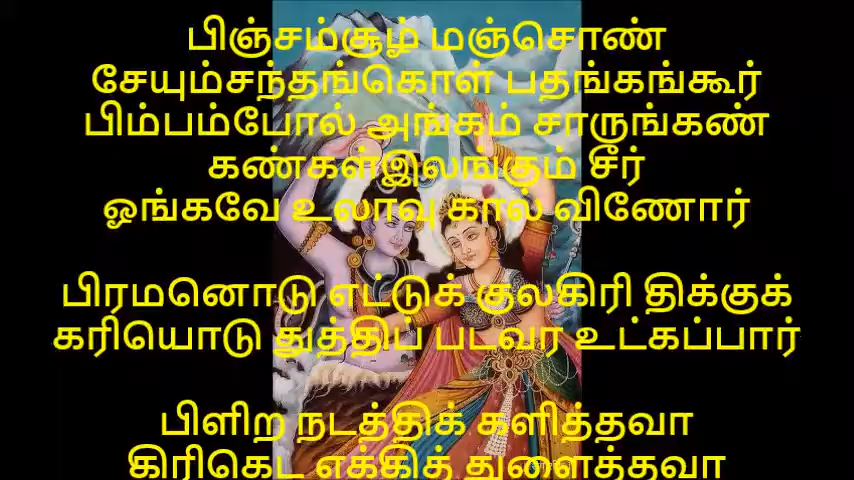 பிஞ்சம்சூழ் மஞ்சொண்
சேயும்சந்தங்கொள் பதங்கங்கூர்
பிம்பம்போல் அங்கம் சாருங்கண்
கண்கள்இலங்கும் சீர்
ஓங்கவே உலாவு கால் விணோர்
பிரமனொடு எட்டுக் குலகிரி திக்குக்
கரியொடு துத்திப் படவர உட்கப்பார்
பிளிற நடத்திக் களித்தவா
கிரிகெட எக்கித் துளைத்தவா